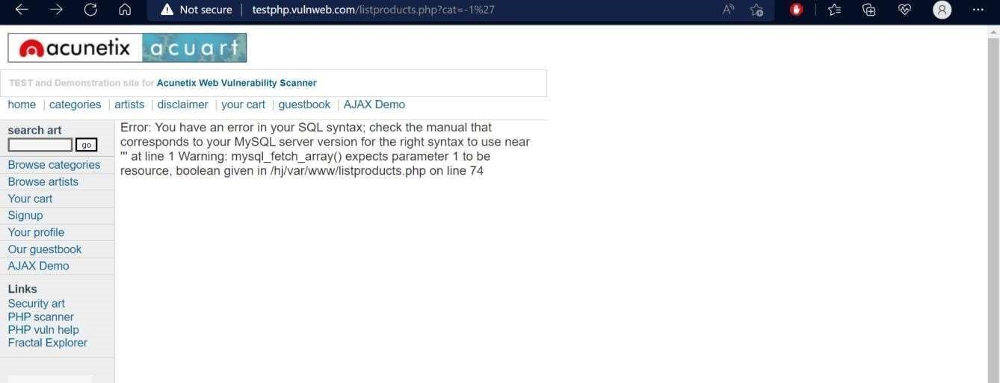 Not secure | testphp.vulnweb.com/listproducts.php?cat=-1%27
acunetix acuart
TEST and Demonstration site for Acunetix Web Vulnerability Scanner
home | categories | artists | disclaimer | your cart | guestbook | AJAX Demo
search art
go
Browse categories
Browse artists
Your cart
Signup
Your profile
Our guestbook
AJAX Demo
Links
Security art
PHP scanner
PHP vuln help
Fractal Explorer
Error: You have an error in your SQL syntax; check the manual that
corresponds to your MySQL server version for the right syntax to use near
''' at line 1 Warning: mysql_fetch_array() expects parameter 1 to be
resource, boolean given in /hj/var/www/listproducts.php on line 74